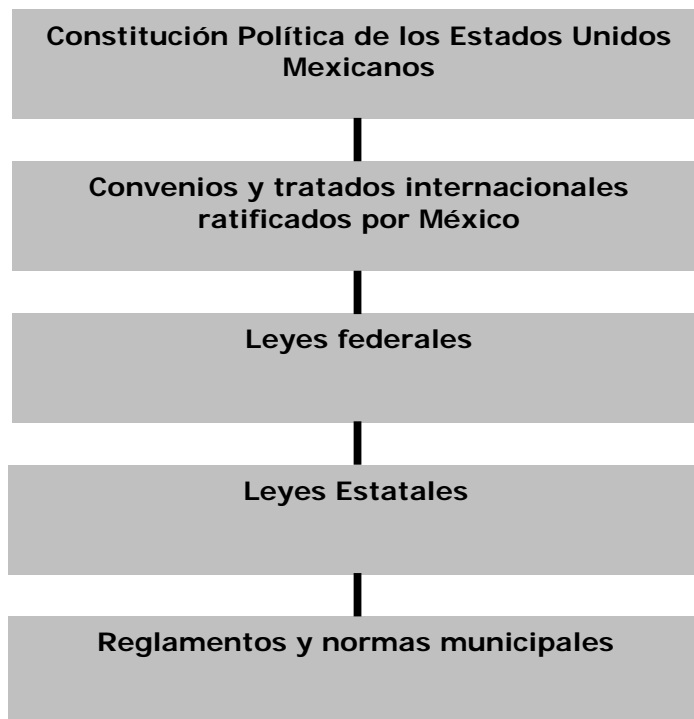 Constitución Política de los Estados Unidos
Mexicanos
Convenios y tratados internacionales
ratificados por México
Leyes federales
Leyes Estatales
Reglamentos y normas municipales